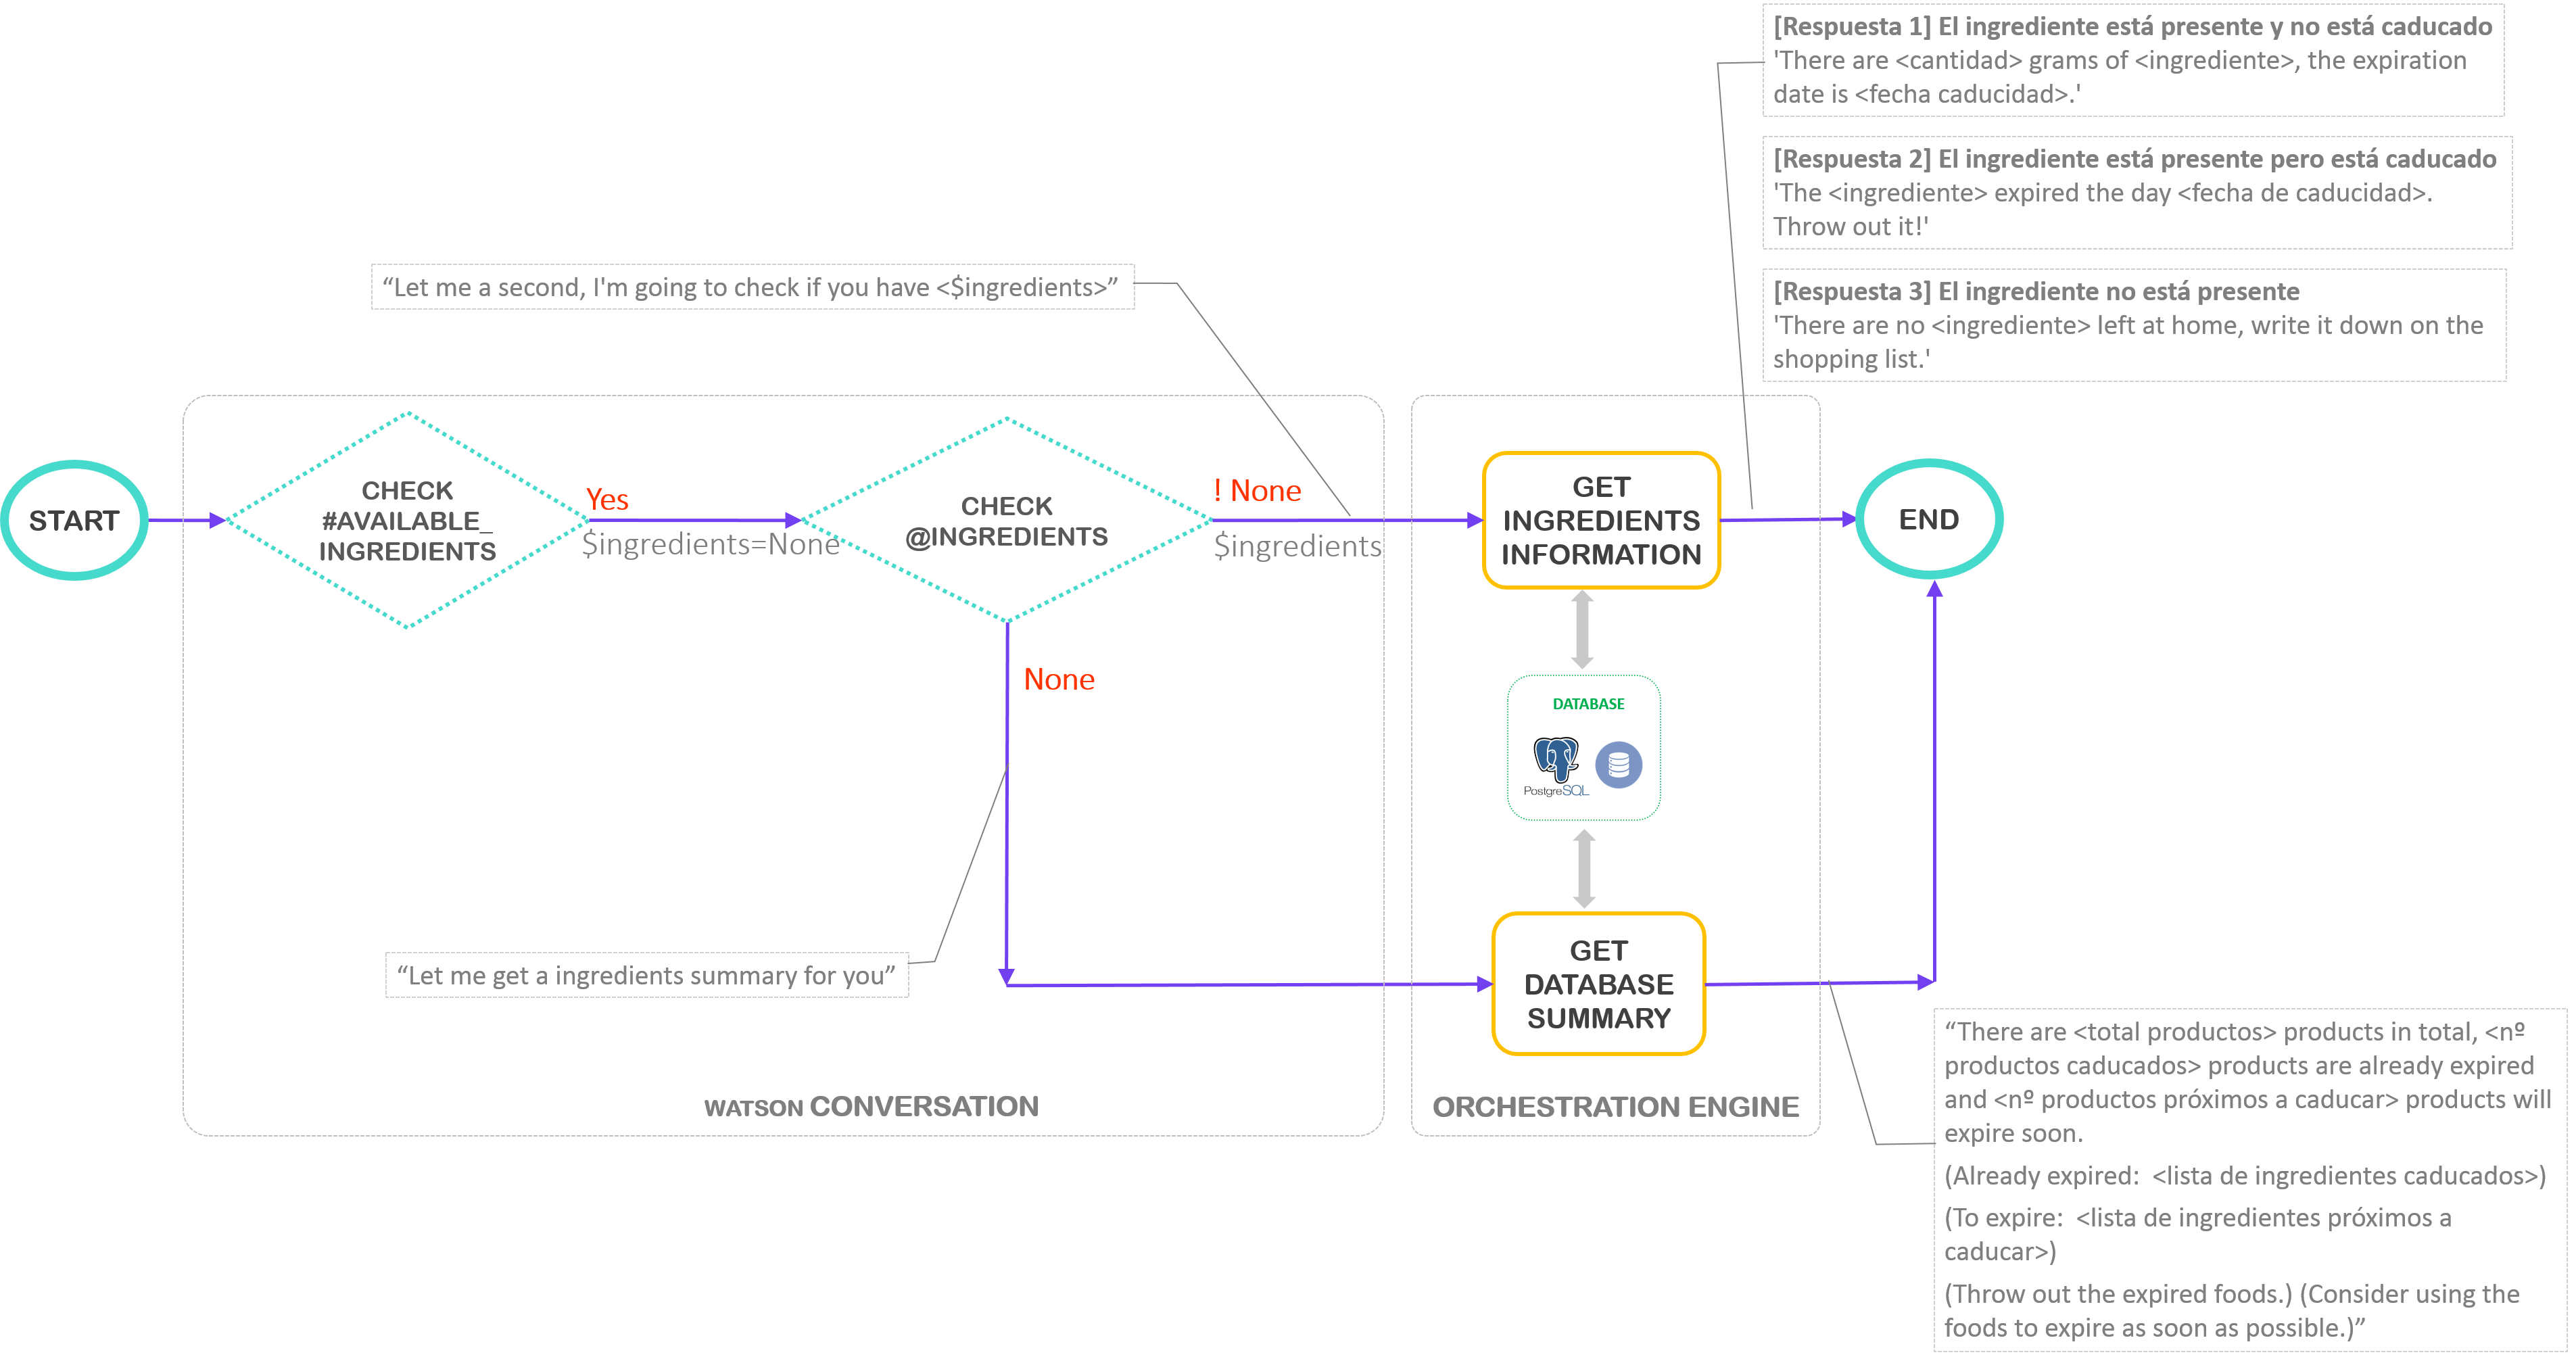 [Respuesta 1] El ingrediente está presente y no está caducado
'There are <cantidad> grams of <ingrediente>, the expiration
date is <fecha caducidad>.'
[Respuesta 2] El ingrediente está presente pero está caducado
'The <ingrediente> expired the day <fecha de caducidad>.
Throw out it!'
[Respuesta 3] El ingrediente no está presente
'There are no <ingrediente> left at home, write it down on the
shopping list.'
“Let me a second, I'm going to check if you have <$ingredients>”
START
CHECK
#AVAILABLE_
INGREDIENTS
Yes
$ingredients=None
CHECK
@INGREDIENTS
! None
$ingredients
GET
INGREDIENTS
INFORMATION
END
None
DATABASE
PostgreSQL
“Let me get a ingredients summary for you”
GET
DATABASE
SUMMARY
WATSON CONVERSATION
ORCHESTRATION ENGINE
“There are <total productos> products in total, <nº
productos caducados> products are already expired
and <nº productos próximos a caducar> products will
expire soon.
(Already expired:  <lista de ingredientes caducados>)
(To expire:  <lista de ingredientes próximos a
caducar>)
(Throw out the expired foods.) (Consider using the
foods to expire as soon as possible.)”